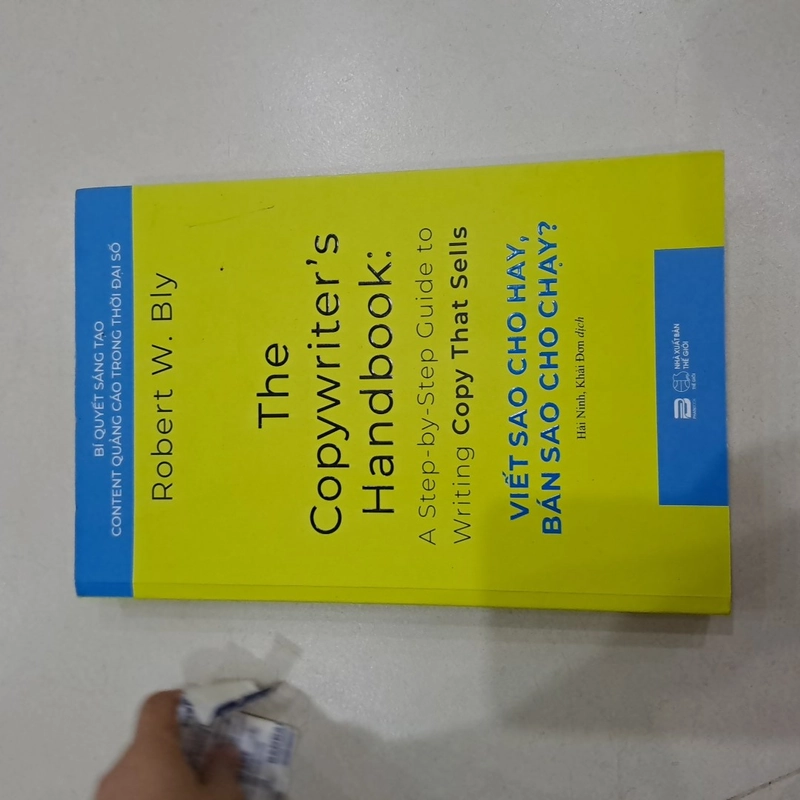 BÍ QUYẾT SÁNG TẠO
CONTENT QUẢNG CÁO TRONG THỜI ĐẠI SỐ
Robert W. Bly
The
Copywriter's
Handbook:
A Step-by-Step Guide to
Writing Copy That Sells
VIẾT SAO CHO HAY,
BÁN SAO CHO CHẠY?
Hải Ninh, Khải Đơn dịch
NHÀ XUẤT BẢN
THẾ GIỚI